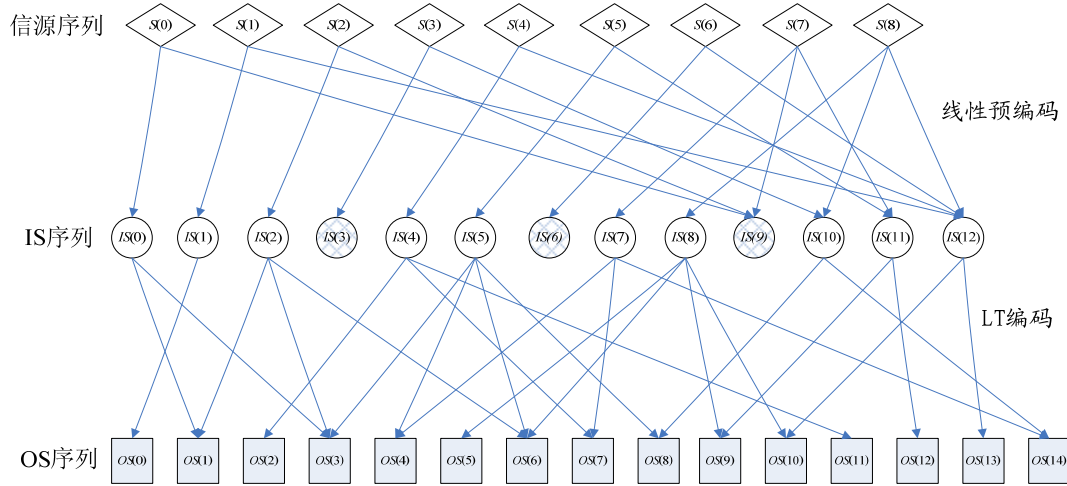 信源序列 S(0) S(1) S(2) S(3) S(4) S(5) S(6) S(7) S(8)
线性预编码
IS序列 IS(0) IS(1) IS(2) IS(3) IS(4) IS(5) IS(6) IS(7) IS(8) IS(9) IS(10) IS(11) IS(12)
LT编码
OS序列 OS(0) OS(1) OS(2) OS(3) OS(4) OS(5) OS(6) OS(7) OS(8) OS(9) OS(10) OS(11) OS(12) OS(13) OS(14)